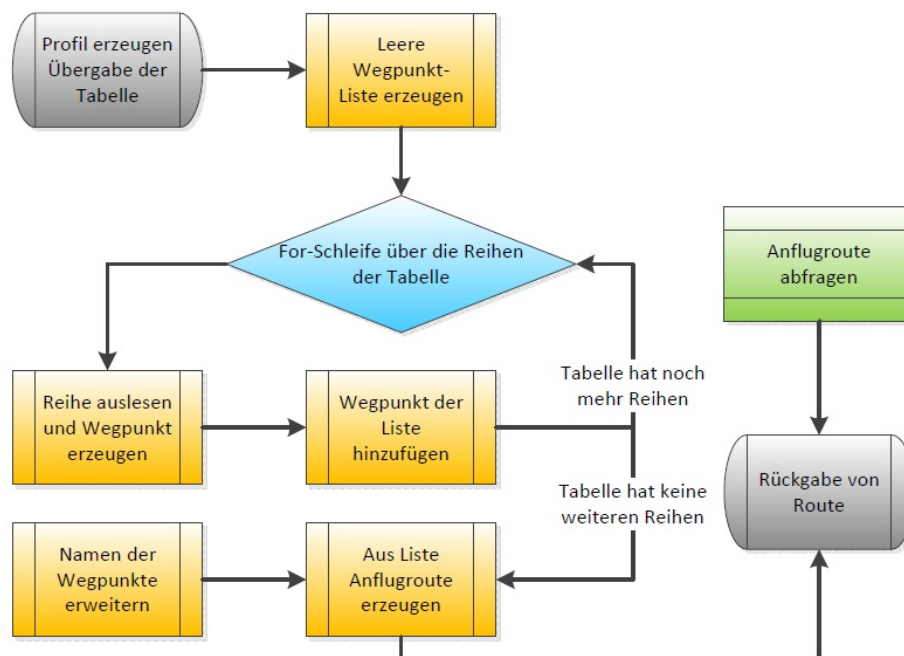 Profil erzeugen
Übergabe der
Tabelle
Leere
Wegpunkt-
Liste erzeugen
For-Schleife über die Reihen
der Tabelle
Anflugroute
abfragen
Tabelle hat noch
mehr Reihen
Reihe auslesen
und Wegpunkt
erzeugen
Wegpunkt der
Liste
hinzufügen
Rückgabe von
Route
Tabelle hat keine
weiteren Reihen
Namen der
Wegpunkte
erweitern
Aus Liste
Anflugroute
erzeugen